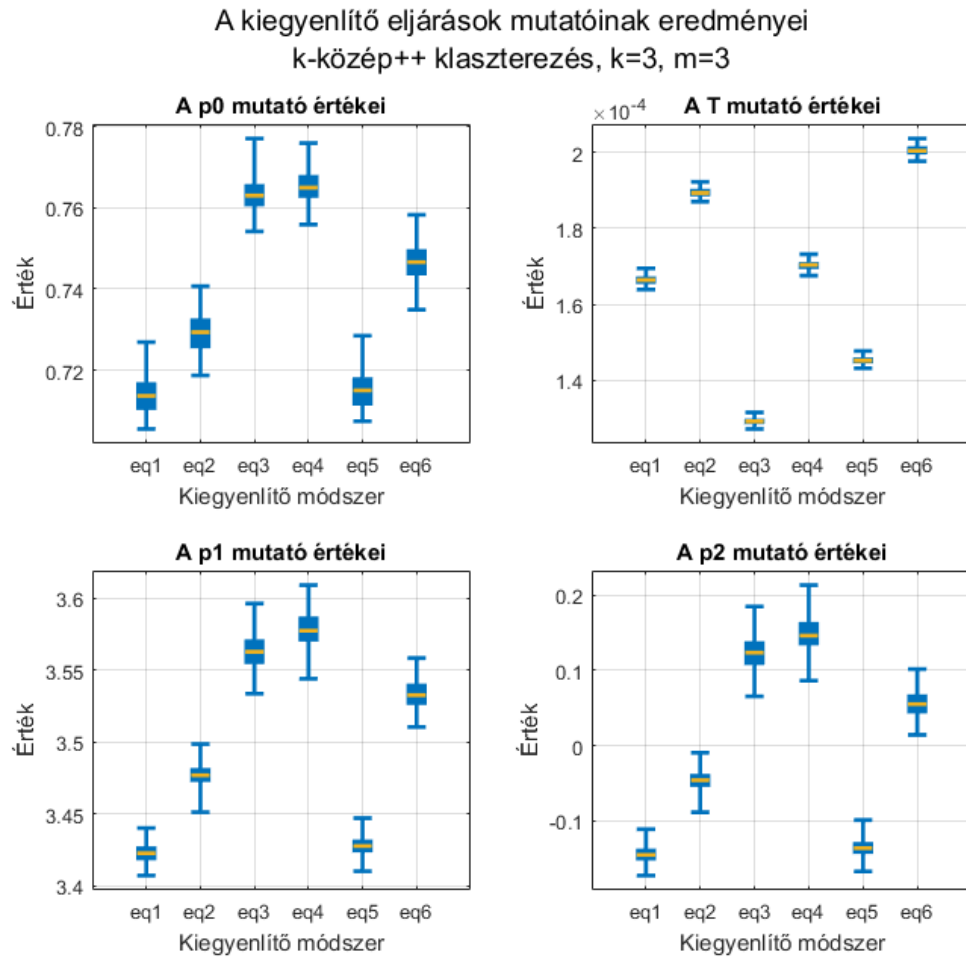 A kiegyenlítő eljárások mutatóinak eredményei
k-közép++ klaszterezés, k=3, m=3
A p0 mutató értékei
0.78
0.76
0.74
0.72
Érték
eq1 eq2 eq3 eq4 eq5 eq6
Kiegyenlítő módszer
A T mutató értékei
×10⁻⁴
2
1.8
1.6
1.4
Érték
eq1 eq2 eq3 eq4 eq5 eq6
Kiegyenlítő módszer
A p1 mutató értékei
3.6
3.55
3.5
3.45
3.4
Érték
eq1 eq2 eq3 eq4 eq5 eq6
Kiegyenlítő módszer
A p2 mutató értékei
0.2
0.1
0
-0.1
Érték
eq1 eq2 eq3 eq4 eq5 eq6
Kiegyenlítő módszer